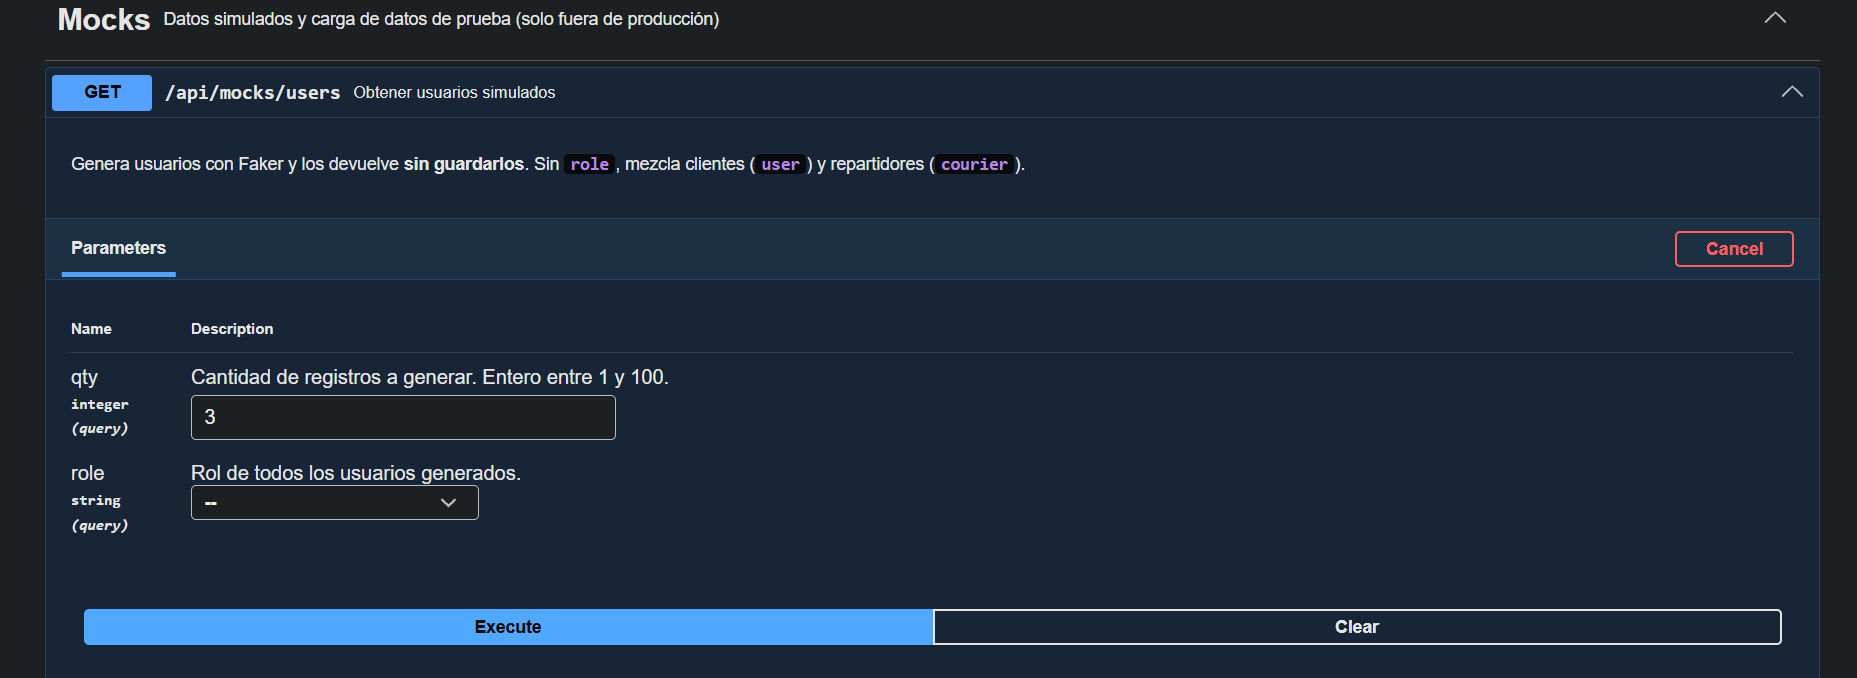 Mocks Datos simulados y carga de datos de prueba (solo fuera de producción)
GET /api/mocks/users Obtener usuarios simulados
Genera usuarios con Faker y los devuelve sin guardarlos. Sin role, mezcla clientes (user) y repartidores (courier).
Parameters Cancel
Name Description
qty Cantidad de registros a generar. Entero entre 1 y 100.
integer
(query) 3
role Rol de todos los usuarios generados.
string --
(query)
Execute Clear